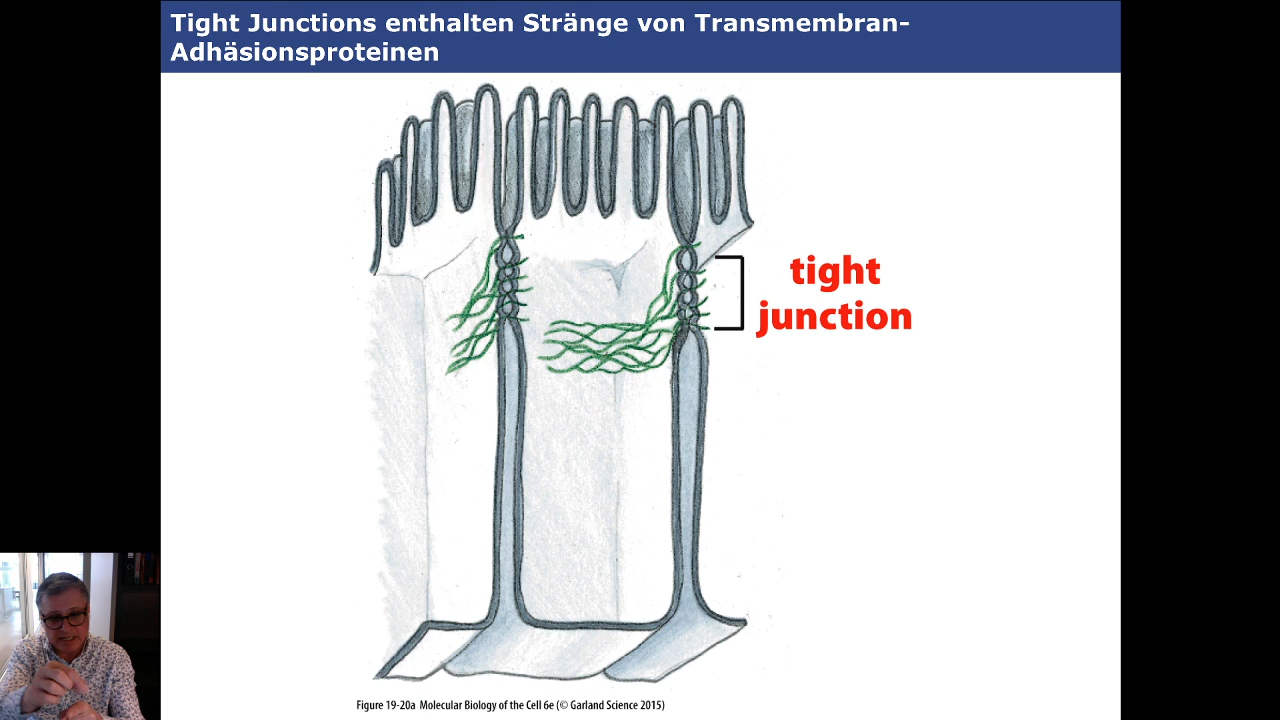 Tight Junctions enthalten Stränge von Transmembran-
Adhäsionsproteinen
tight
junction
Figure 19-20a Molecular Biology of the Cell 6e (© Garland Science 2015)